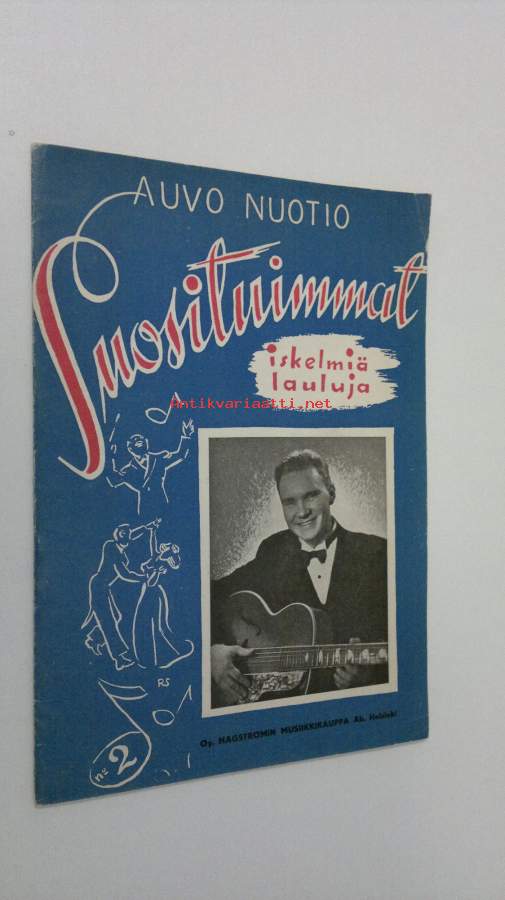 AUVO NUOTIO
Suosituimmat
iskelmiä
lauluja
Antikvariaatti.net
RS
Oy. HAGSTRÖMIN MUSIIKKIKAUPPA Ab. Helsinki
n:o 2